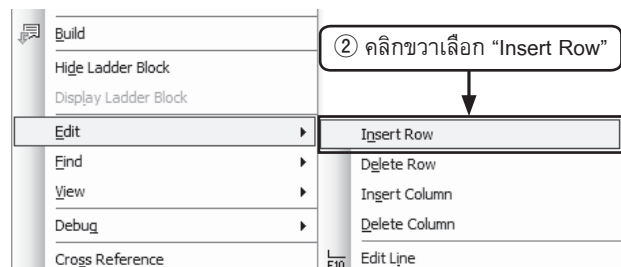 Build
② คลิกขวาเลือก “Insert Row”
Hide Ladder Block
Display Ladder Block
Edit
Insert Row
Find
Delete Row
View
Insert Column
Debug
Delete Column
Cross Reference
F10
Edit Line